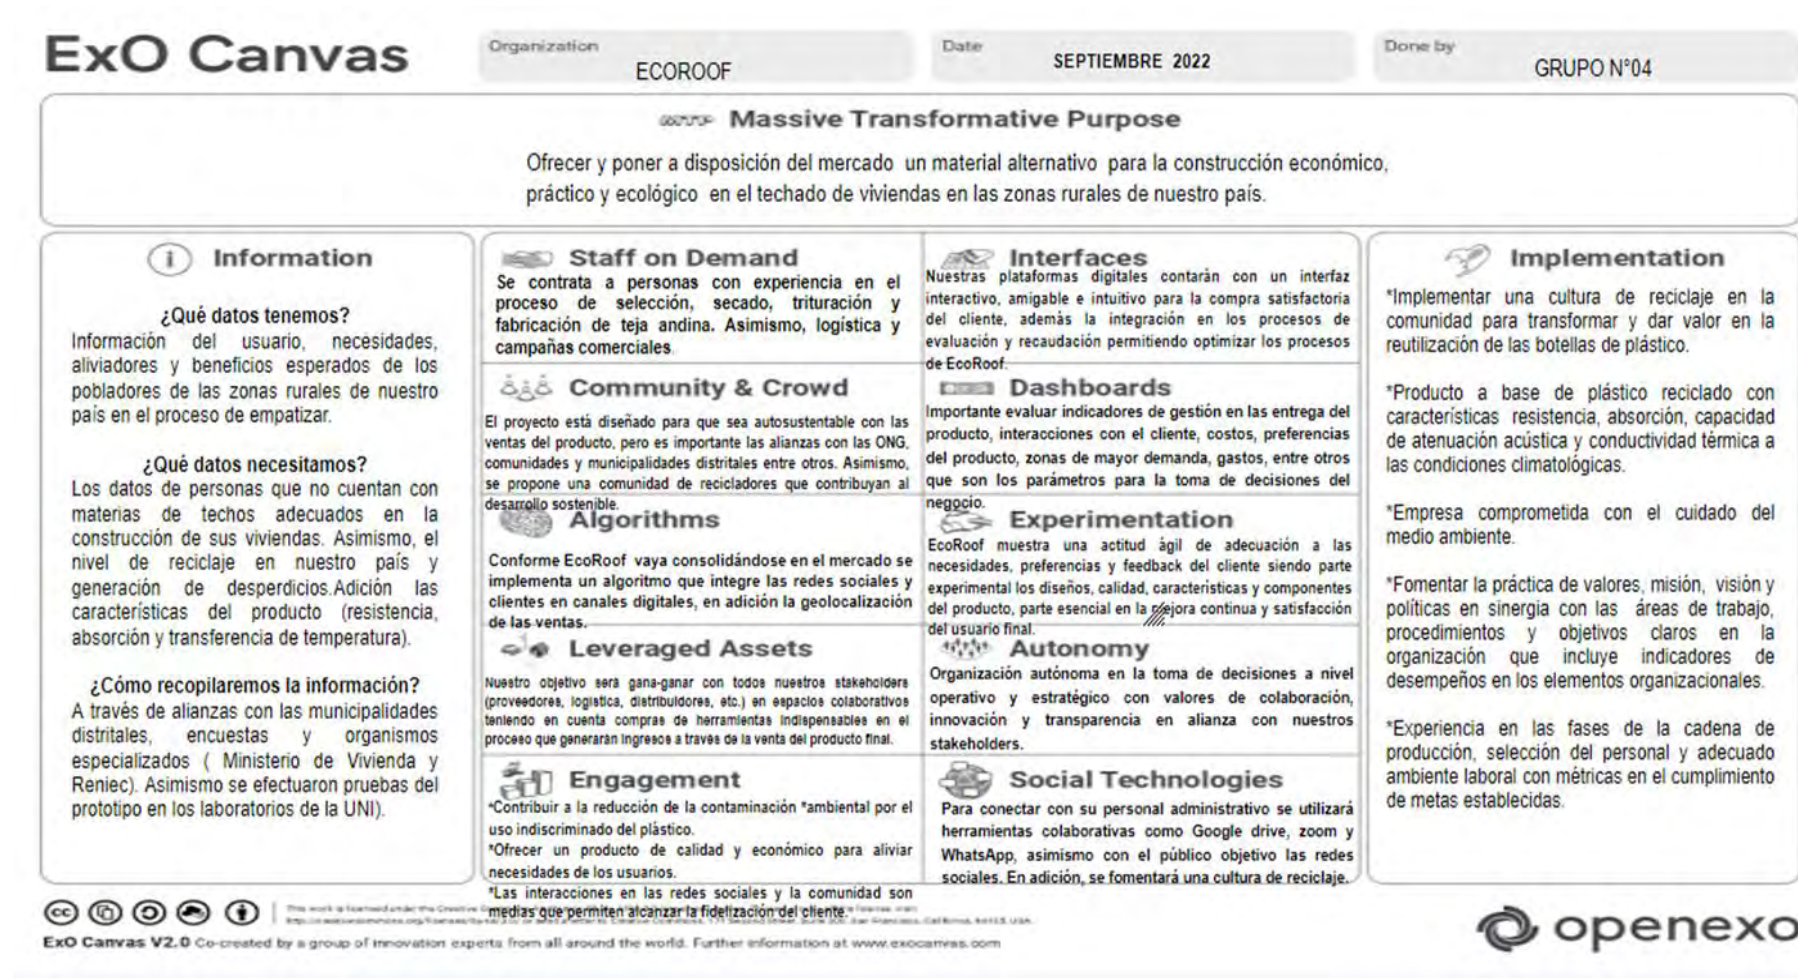 ExO Canvas
Organization
ECOROOF
Date
SEPTIEMBRE 2022
Done by
GRUPO N°04
MTP Massive Transformative Purpose
Ofrecer y poner a disposición del mercado un material alternativo para la construcción económico,
práctico y ecológico en el techado de viviendas en las zonas rurales de nuestro país.
i Information
¿Qué datos tenemos?
Información del usuario, necesidades,
aliviadores y beneficios esperados de los
pobladores de las zonas rurales de nuestro
país en el proceso de empatizar.
¿Qué datos necesitamos?
Los datos de personas que no cuentan con
materias de techos adecuados en la
construcción de sus viviendas. Asimismo, el
nivel de reciclaje en nuestro país y
generación de desperdicios.Adición las
características del producto (resistencia,
absorción y transferencia de temperatura).
¿Cómo recopilaremos la información?
A través de alianzas con las municipalidades
distritales, encuestas y organismos
especializados ( Ministerio de Vivienda y
Reniec). Asimismo se efectuaron pruebas del
prototipo en los laboratorios de la UNI).
Staff on Demand
Se contrata a personas con experiencia en el
proceso de selección, secado, trituración y
fabricación de teja andina. Asimismo, logística y
campañas comerciales.
Community & Crowd
El proyecto está diseñado para que sea autosustentable con las
ventas del producto, pero es importante las alianzas con las ONG,
comunidades y municipalidades distritales entre otros. Asimismo,
se propone una comunidad de recicladores que contribuyan al
desarrollo sostenible.
Algorithms
Conforme EcoRoof vaya consolidándose en el mercado se
implementa un algoritmo que integre las redes sociales y
clientes en canales digitales, en adición la geolocalización
de las ventas.
Leveraged Assets
Nuestro objetivo será gana-ganar con todos nuestros stakeholders
(proveedores, logística, distribuidores, etc.) en espacios colaborativos
teniendo en cuenta compras de herramientas indispensables en el
proceso que generarán ingresos a través de la venta del producto final.
Engagement
*Contribuir a la reducción de la contaminación *ambiental por el
uso indiscriminado del plástico.
*Ofrecer un producto de calidad y económico para aliviar
necesidades de los usuarios.
*Las interacciones en las redes sociales y la comunidad son
medias que permiten alcanzar la fidelización del cliente.
Interfaces
Nuestras plataformas digitales contarán con un interfaz
interactivo, amigable e intuitivo para la compra satisfactoria
del cliente, además la integración en los procesos de
evaluación y recaudación permitiendo optimizar los procesos
de EcoRoof.
Dashboards
Importante evaluar indicadores de gestión en las entrega del
producto, interacciones con el cliente, costos, preferencias
del producto, zonas de mayor demanda, gastos, entre otros
que son los parámetros para la toma de decisiones del
negocio.
Experimentation
EcoRoof muestra una actitud ágil de adecuación a las
necesidades, preferencias y feedback del cliente siendo parte
experimental los diseños, calidad, características y componentes
del producto, parte esencial en la mejora continua y satisfacción
del usuario final.
Autonomy
Organización autónoma en la toma de decisiones a nivel
operativo y estratégico con valores de colaboración,
innovación y transparencia en alianza con nuestros
stakeholders.
Social Technologies
Para conectar con su personal administrativo se utilizará
herramientas colaborativas como Google drive, zoom y
WhatsApp, asimismo con el público objetivo las redes
sociales. En adición, se fomentará una cultura de reciclaje.
Implementation
*Implementar una cultura de reciclaje en la
comunidad para transformar y dar valor en la
reutilización de las botellas de plástico.
*Producto a base de plástico reciclado con
características resistencia, absorción, capacidad
de atenuación acústica y conductividad térmica a
las condiciones climatológicas.
*Empresa comprometida con el cuidado del
medio ambiente.
*Fomentar la práctica de valores, misión, visión y
políticas en sinergia con las áreas de trabajo,
procedimientos y objetivos claros en la
organización que incluye indicadores de
desempeños en los elementos organizacionales.
*Experiencia en las fases de la cadena de
producción, selección del personal y adecuado
ambiente laboral con métricas en el cumplimiento
de metas establecidas.
cc
This work is licensed under the Creative
ExO Canvas V2.0 Co-created by a group of innovation experts from all around the world. Further information at www.exocanvas.com
openexo